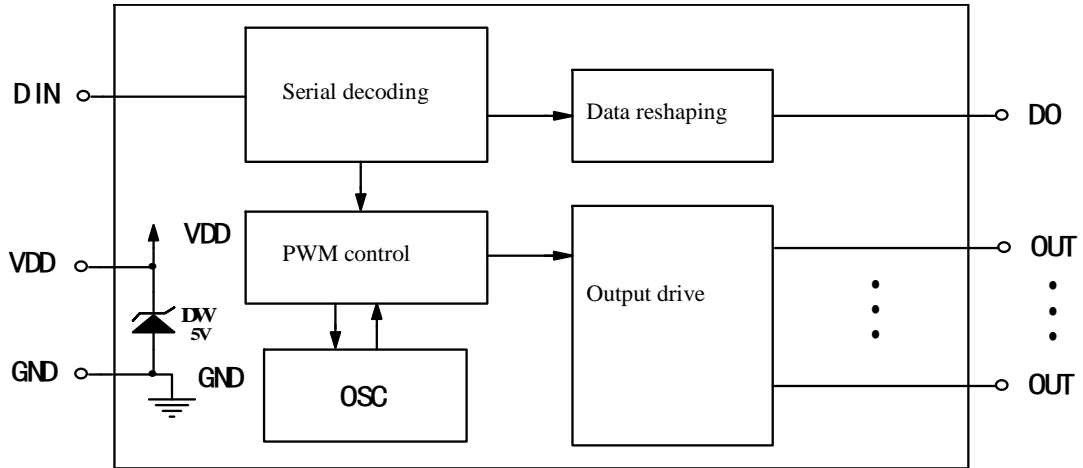 DIN
Serial decoding
Data reshaping
DO
VDD
PWM control
OUT
VDD
Output drive
DW
5V
GND
GND
OSC
OUT